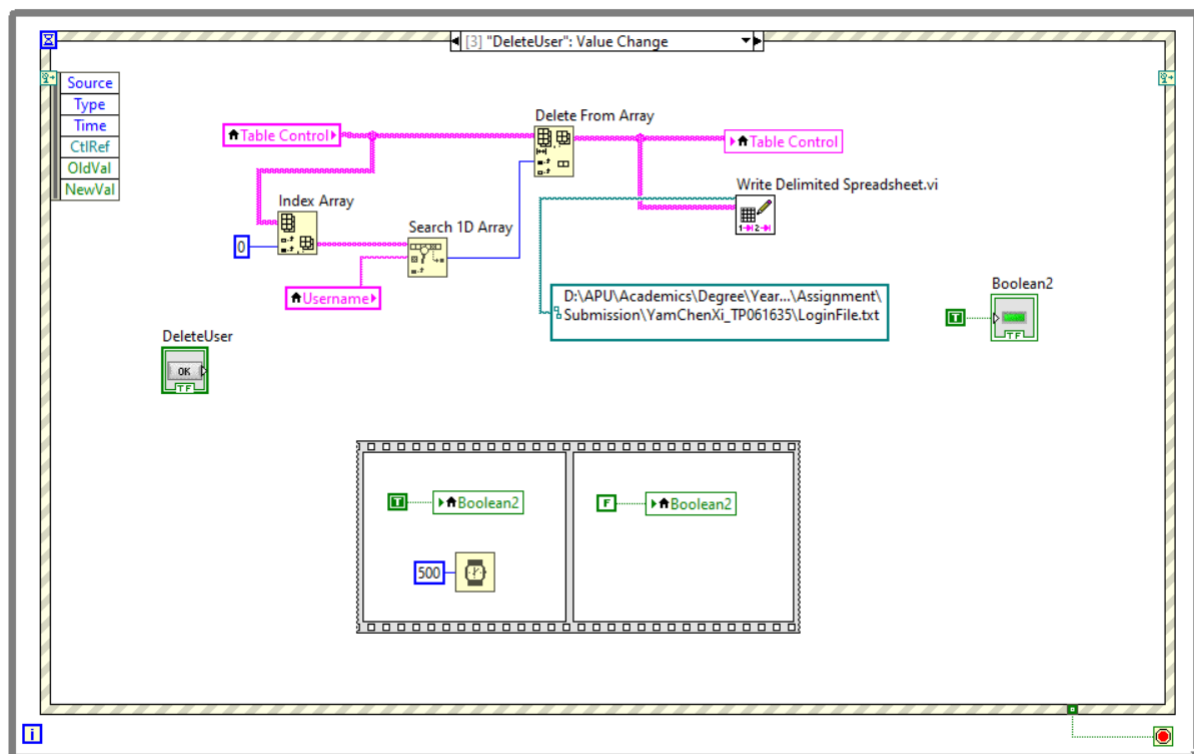 [3] "DeleteUser": Value Change
Source
Type
Time
CtlRef
OldVal
NewVal
Table Control
Delete From Array
Table Control
Index Array
0
Search 1D Array
Username
Write Delimited Spreadsheet.vi
1 2
D:\APU\Academics\Degree\Year...\Assignment\
Submission\YamChenXi_TP061635\LoginFile.txt
Boolean2
T
TF
DeleteUser
OK
TF
T
Boolean2
500
F
Boolean2
i